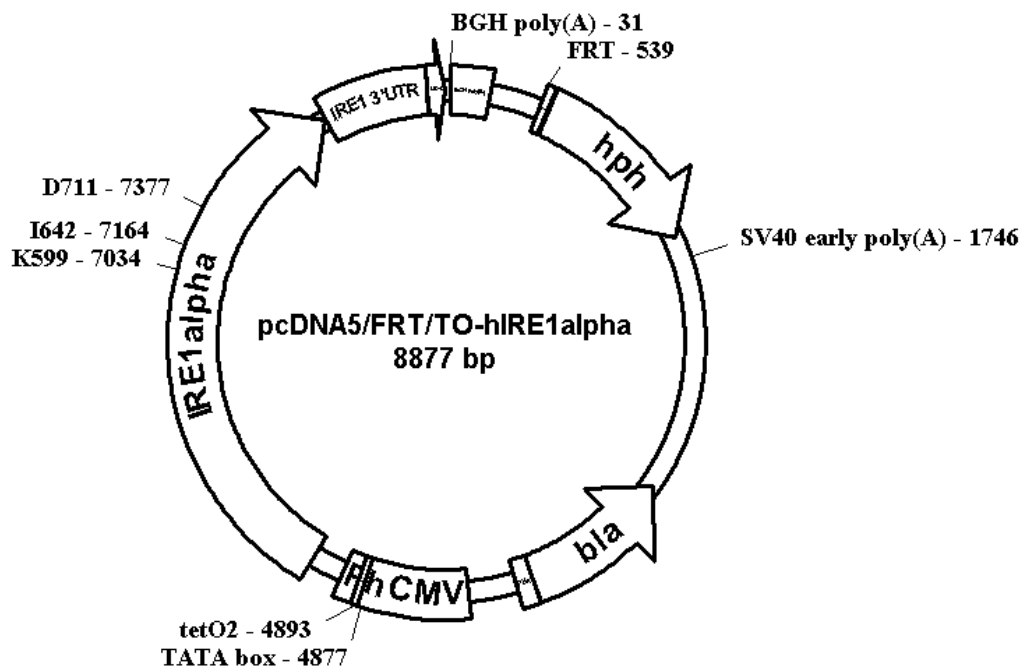 BGH poly(A) - 31
FRT - 539
IRE1 3'UTR
hph
D711 - 7377
I642 - 7164
K599 - 7034
SV40 early poly(A) - 1746
IRE1alpha
pcDNA5/FRT/TO-hIRE1alpha
8877 bp
bla
PhCMV
tetO2 - 4893
TATA box - 4877